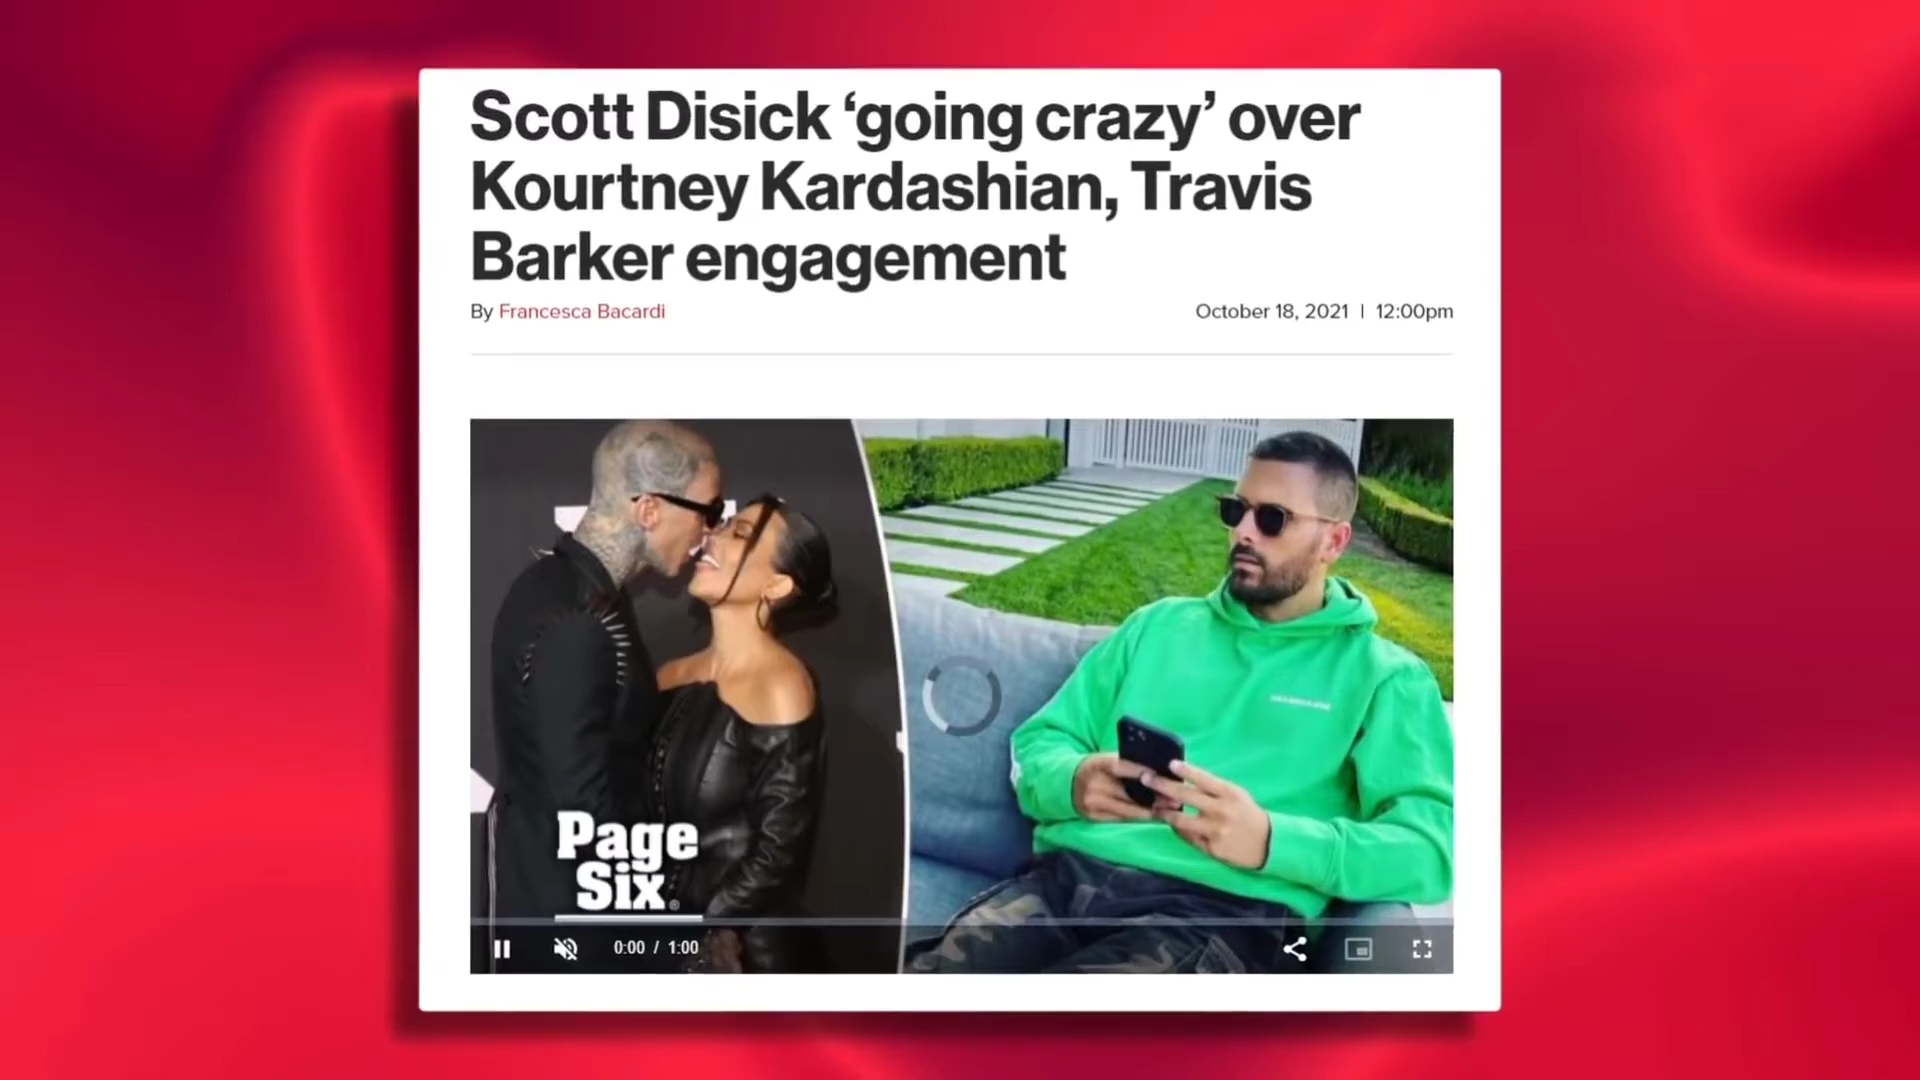 Scott Disick ‘going crazy’ over
Kourtney Kardashian, Travis
Barker engagement
By Francesca Bacardi
October 18, 2021 | 12:00pm
Page
Six®
0:00 / 1:00